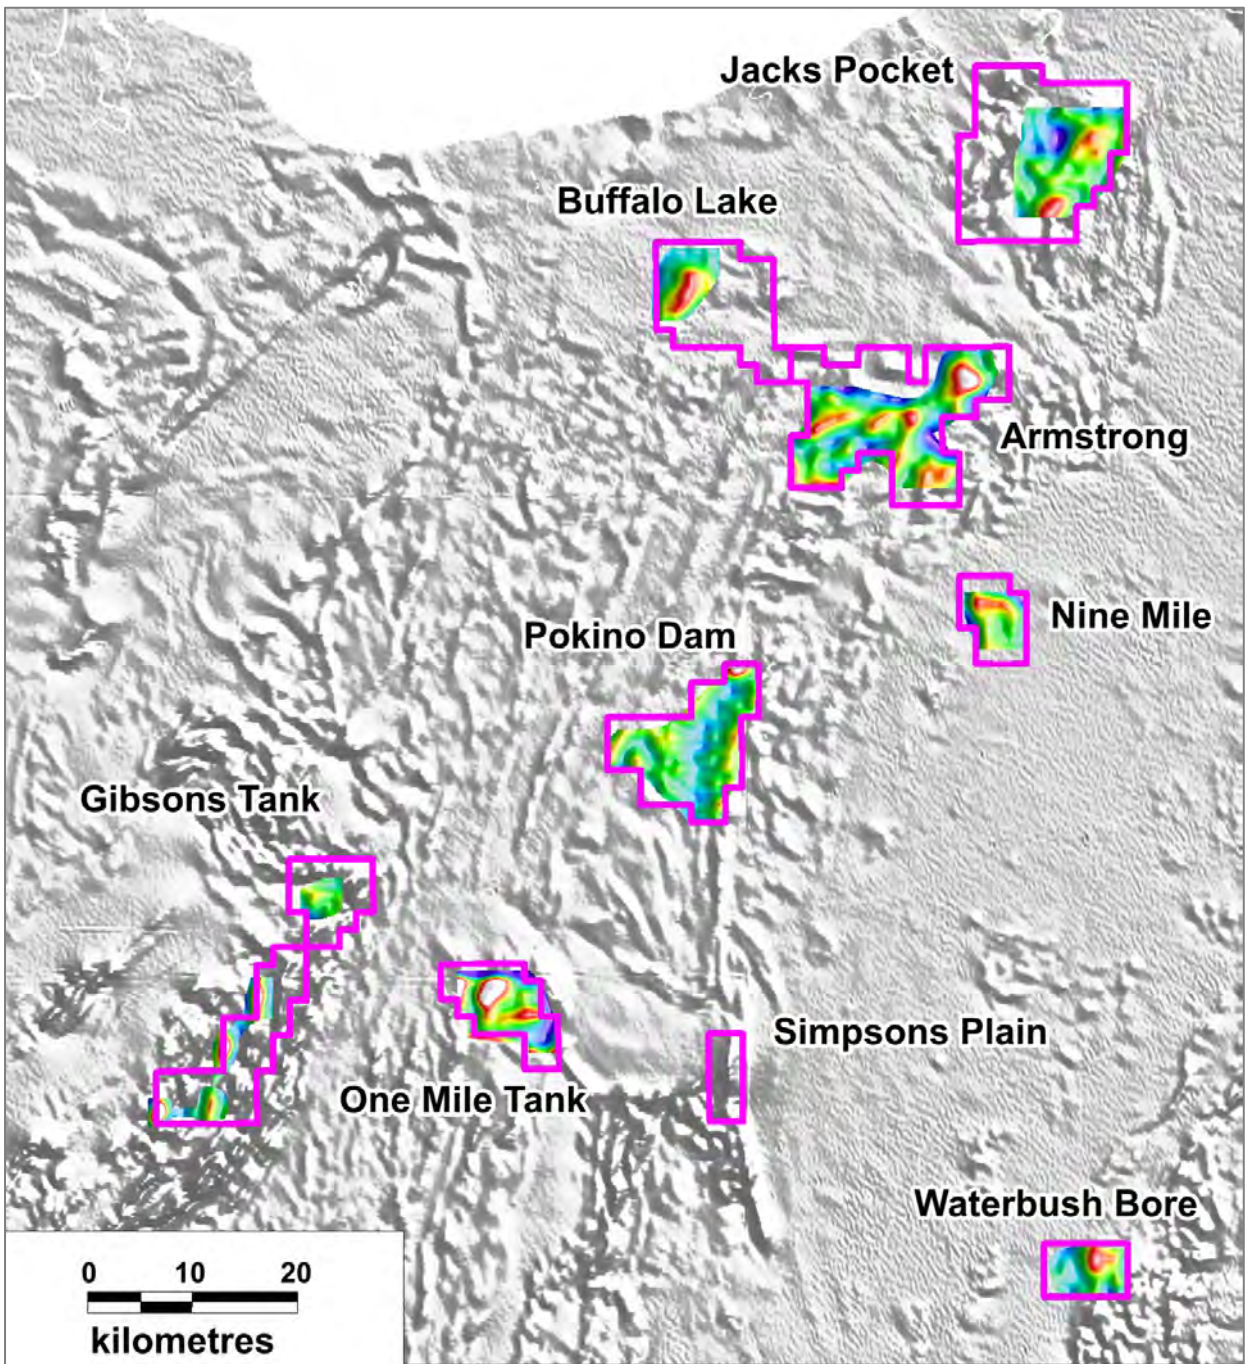 Jacks Pocket
Buffalo Lake
Armstrong
Nine Mile
Pokino Dam
Gibsons Tank
Simpsons Plain
One Mile Tank
Waterbush Bore
0 10 20
kilometres